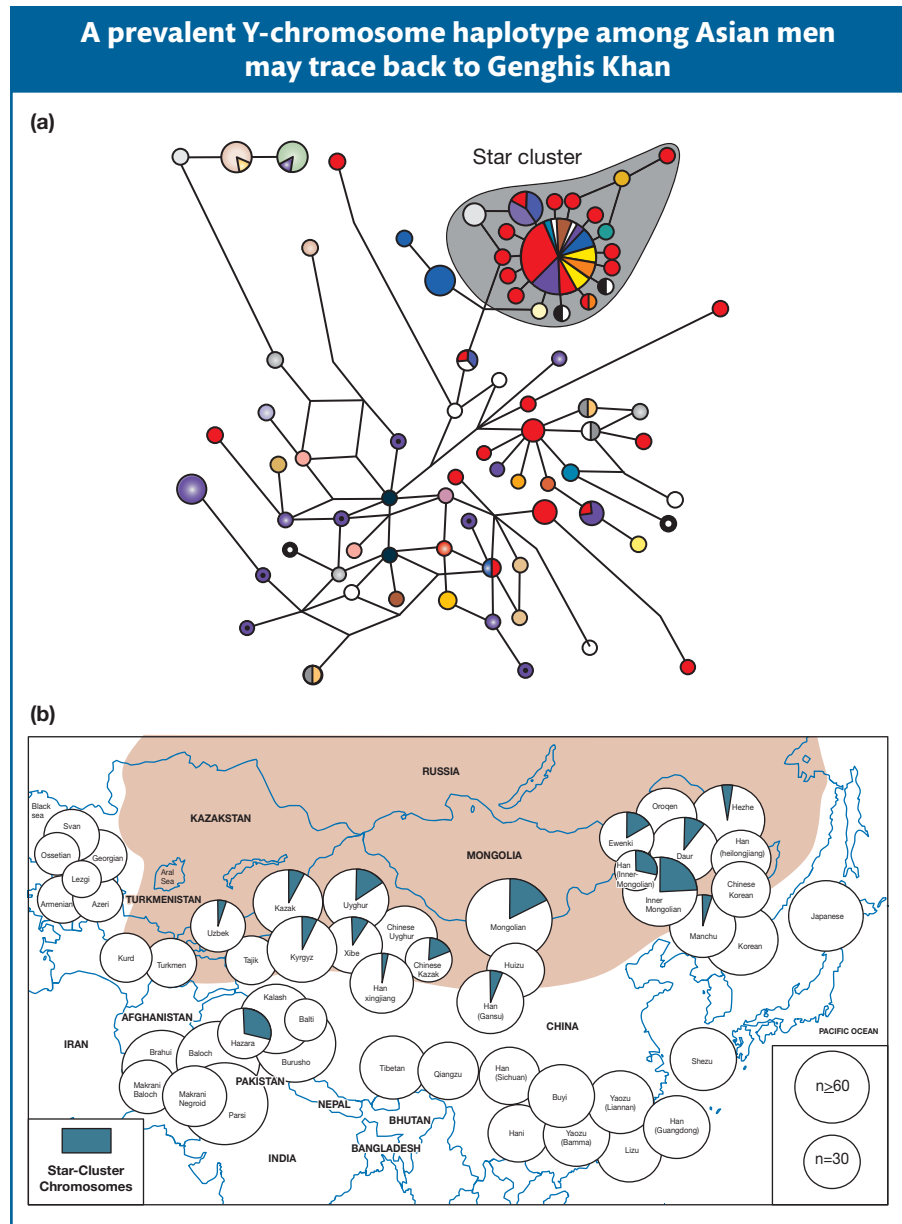 A prevalent Y-chromosome haplotype among Asian men
may trace back to Genghis Khan
(a)
Star cluster
(b)
RUSSIA
Black
sea
Svan
KAZAKSTAN
Oroqen
Hezhe
Ossetian
Georgian
MONGOLIA
Ewenki
Daur
Han
(heilongjiang)
Lezgi
Aral
Sea
Han
(Inner-
Mongolian)
Armenian
Azeri
TURKMENISTAN
Kazak
Uyghur
Inner
Mongolian
Chinese
Korean
Uzbek
Mongolian
Japanese
Kyrgyz
Xibe
Chinese
Uyghur
Manchu
Korean
Kurd
Turkmen
Tajik
Chinese
Kazak
Huizu
Han
xingjiang
Han
(Gansu)
Kalash
AFGHANISTAN
Balti
CHINA
PACIFIC OCEAN
IRAN
Hazara
Brahui
Baloch
Burusho
Tibetan
Qiangzu
Han
(Sichuan)
Shezu
Makrani
Baloch
PAKISTAN
Makrani
Negroid
Parsi
NEPAL
Buyi
Yaozu
(Liannan)
BHUTAN
Han
(Guangdong)
Hani
Yaozu
(Bamma)
Lizu
INDIA
BANGLADESH
Star-Cluster
Chromosomes
n≥60
n=30